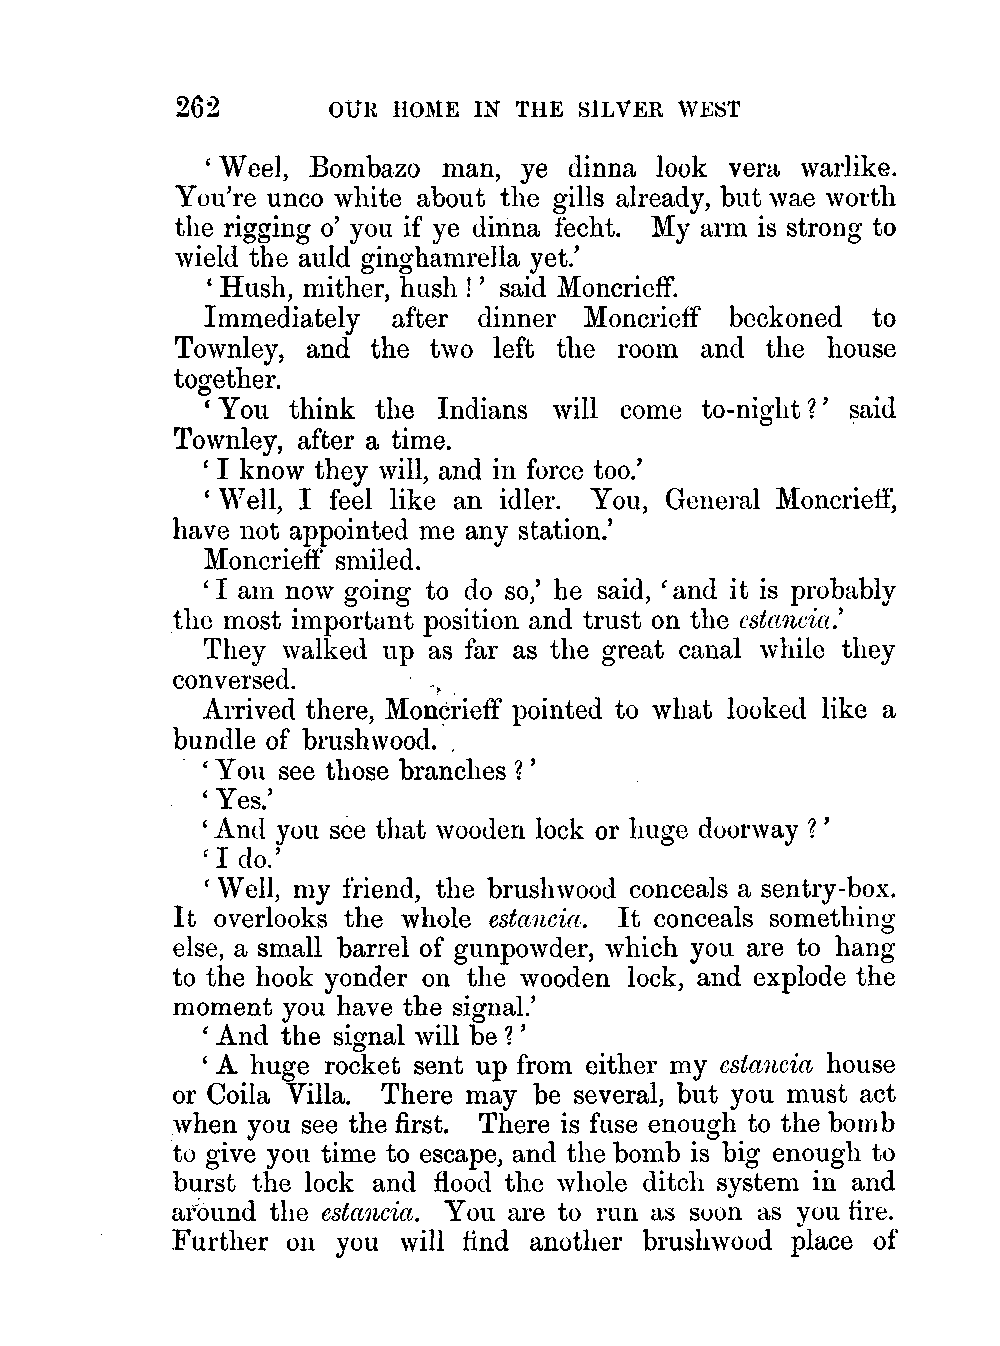 262 OUR HOME IN THE SILVER WEST
‘ Weel, Bombazo man, ye dinna look vera warlike.
You’re unco white about the gills already, but wae worth
the rigging o’ you if ye dinna fecht. My arm is strong to
wield the auld ginghamrella yet.’
‘ Hush, mither, hush ! ’ said Moncrieff.
Immediately after dinner Moncrieff beckoned to
Townley, and the two left the room and the house
together.
‘ You think the Indians will come to-night ? ’ said
Townley, after a time.
‘ I know they will, and in force too.’
‘ Well, I feel like an idler. You, General Moncrieff,
have not appointed me any station.’
Moncrieff smiled.
‘ I am now going to do so,’ he said, ‘ and it is probably
the most important position and trust on the estancia.’
They walked up as far as the great canal while they
conversed.
Arrived there, Moncrieff pointed to what looked like a
bundle of brushwood.
‘ You see those branches ? ’
‘ Yes.’
‘ And you see that wooden lock or huge doorway ? ’
‘ I do.’
‘ Well, my friend, the brushwood conceals a sentry-box.
It overlooks the whole estancia. It conceals something
else, a small barrel of gunpowder, which you are to hang
to the hook yonder on the wooden lock, and explode the
moment you have the signal.’
‘ And the signal will be ? ’
‘ A huge rocket sent up from either my estancia house
or Coila Villa. There may be several, but you must act
when you see the first. There is fuse enough to the bomb
to give you time to escape, and the bomb is big enough to
burst the lock and flood the whole ditch system in and
around the estancia. You are to run as soon as you fire.
Further on you will find another brushwood place of